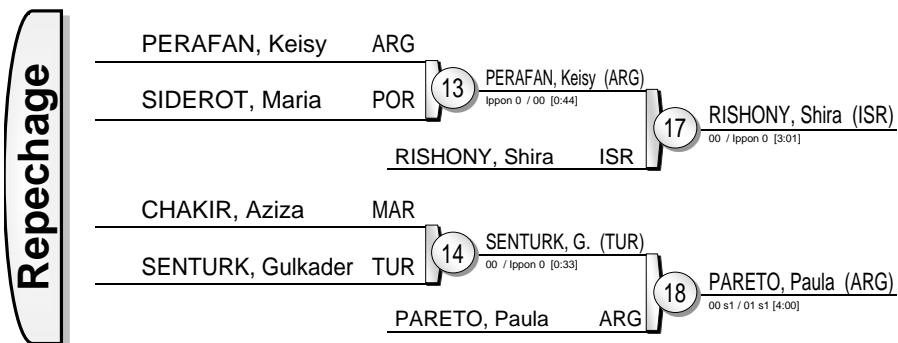 Repechage
PERAFAN, Keisy ARG
SIDEROT, Maria POR
13
PERAFAN, Keisy (ARG)
Ippon 0 / 00 [0:44]
RISHONY, Shira ISR
17
RISHONY, Shira (ISR)
00 / Ippon 0 [3:01]
CHAKIR, Aziza MAR
SENTURK, Gulkader TUR
14
SENTURK, G. (TUR)
00 / Ippon 0 [0:33]
PARETO, Paula ARG
18
PARETO, Paula (ARG)
00 s1 / 01 s1 [4:00]